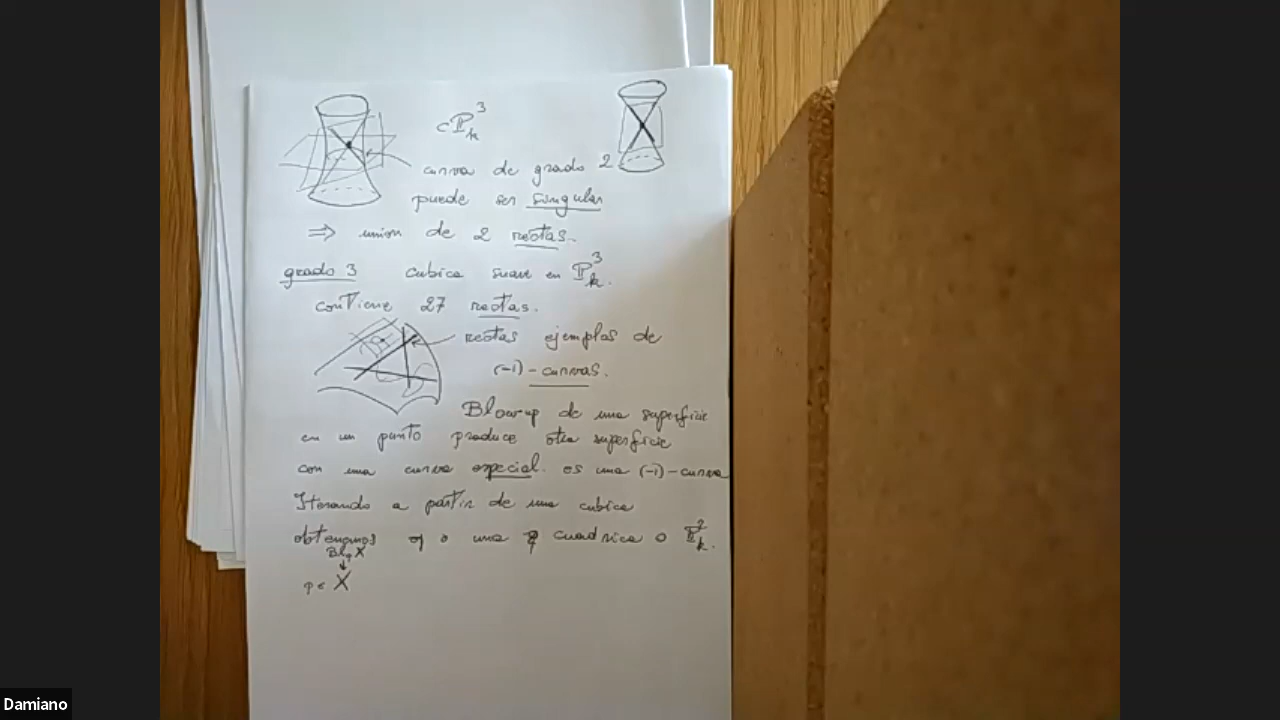 ⊂ ℙ³ₖ
curva de grado 2
puede ser singular
⟹ union de 2 rectas.
grado 3 cubica suave en ℙ³ₖ.
contiene 27 rectas.
rectas ejemplos de
(-1)-curvas.
Blow-up de una superficie
en un punto produce otra superficie
con una curva especial. es una (-1)-curva
Iterando a partir de una cubica
obtenemos o una cuadrica o ℙ²ₖ.
Blₚ X
↓
p ∈ X
Damiano